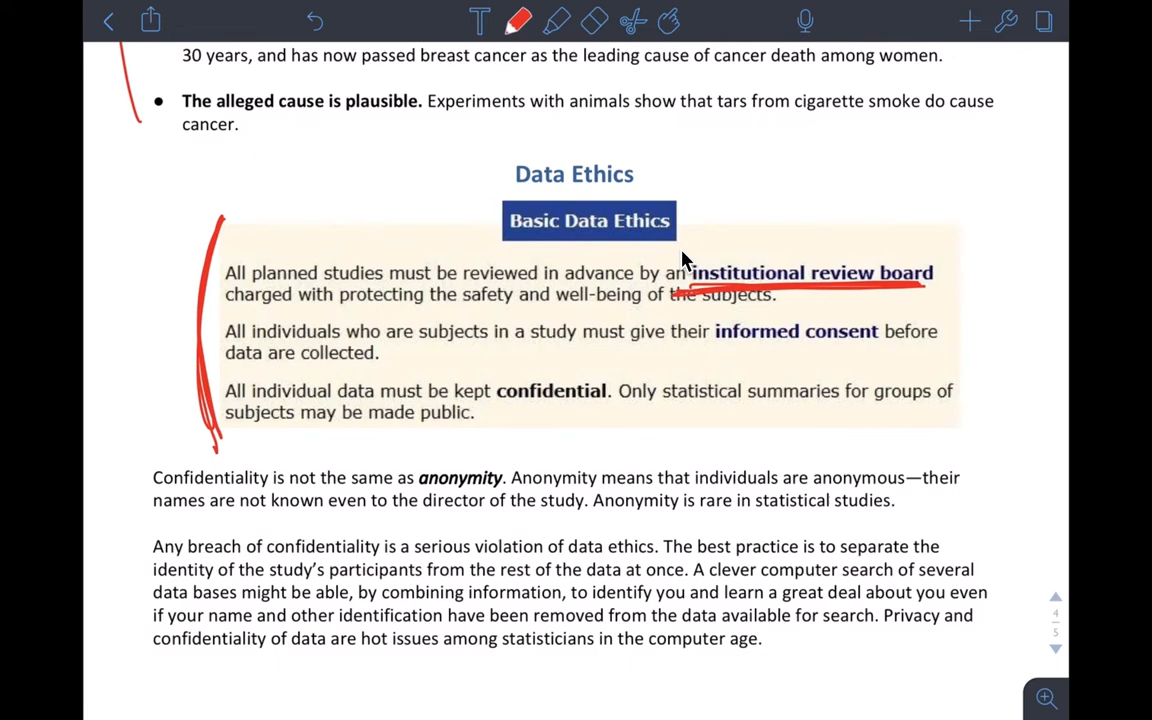 30 years, and has now passed breast cancer as the leading cause of cancer death among women.
● The alleged cause is plausible. Experiments with animals show that tars from cigarette smoke do cause
cancer.
Data Ethics
Basic Data Ethics
All planned studies must be reviewed in advance by an institutional review board
charged with protecting the safety and well-being of the subjects.
All individuals who are subjects in a study must give their informed consent before
data are collected.
All individual data must be kept confidential. Only statistical summaries for groups of
subjects may be made public.
Confidentiality is not the same as anonymity. Anonymity means that individuals are anonymous—their
names are not known even to the director of the study. Anonymity is rare in statistical studies.
Any breach of confidentiality is a serious violation of data ethics. The best practice is to separate the
identity of the study’s participants from the rest of the data at once. A clever computer search of several
data bases might be able, by combining information, to identify you and learn a great deal about you even
if your name and other identification have been removed from the data available for search. Privacy and
confidentiality of data are hot issues among statisticians in the computer age.
4
5